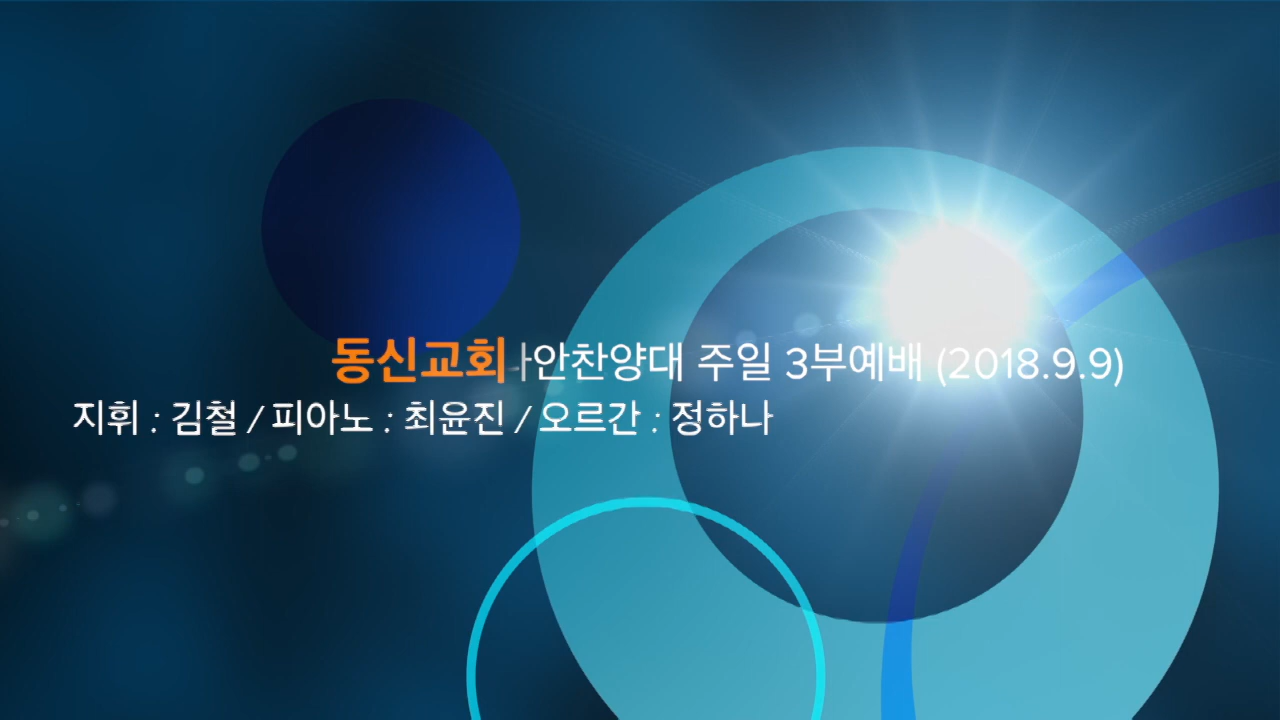 동신교회 안찬양대 주일 3부예배 (2018.9.9)
지휘 : 김철 / 피아노 : 최윤진 / 오르간 : 정하나